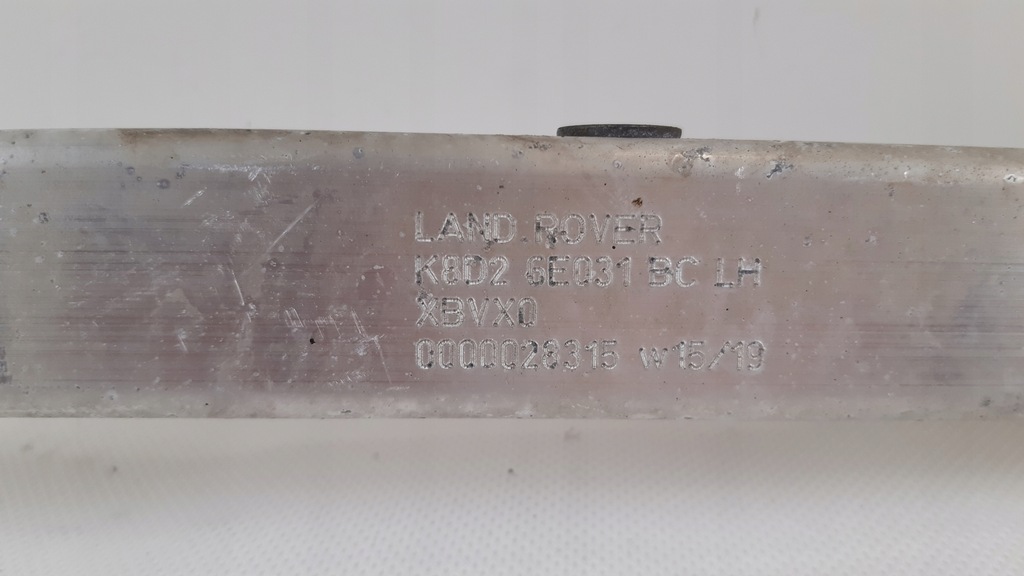 LAND ROVER
K8D2 6E031 BC LH
XBVX0
0000028315 w15/19